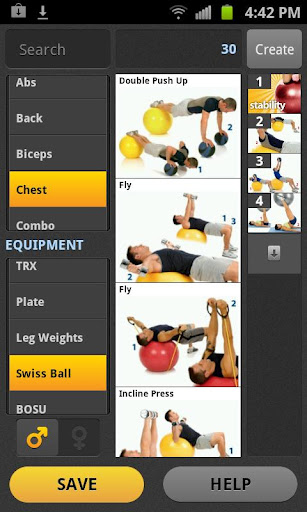 4:42 PM
Search
30
Create
Abs
Back
Biceps
Chest
Combo
EQUIPMENT
TRX
Plate
Leg Weights
Swiss Ball
BOSU
Double Push Up
1
2
Fly
1
2
Fly
1
2
Incline Press
1
2
1
stability
2
3
4
SAVE
HELP